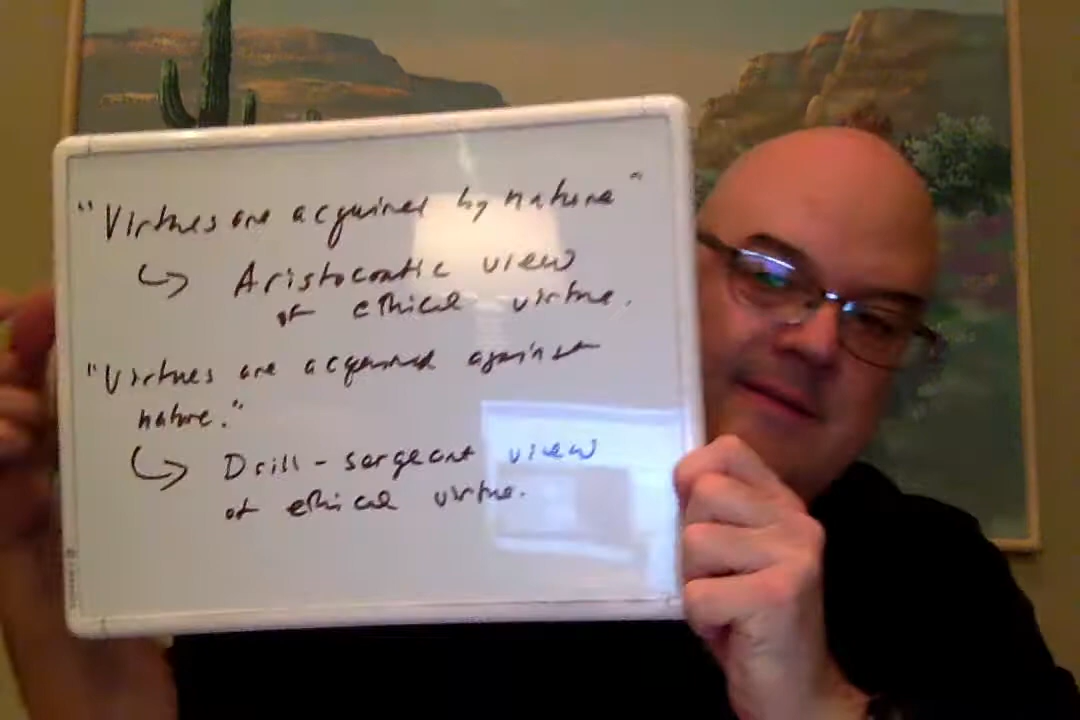 "Virtues are acquired by nature"
↳ Aristocratic view
of ethical virtue.
"Virtues are acquired against
nature."
↳ Drill-sergeant view
of ethical virtue.